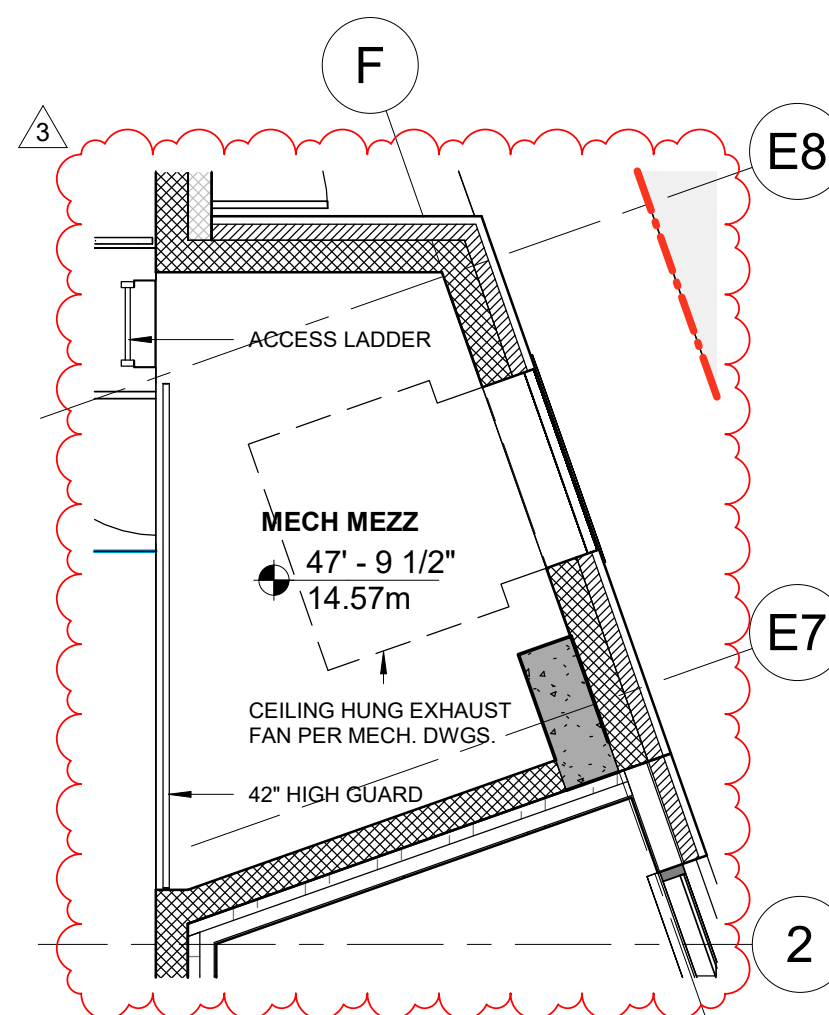 F
3
E8
ACCESS LADDER
MECH MEZZ
47' - 9 1/2"
14.57m
E7
CEILING HUNG EXHAUST
FAN PER MECH. DWGS.
42" HIGH GUARD
2